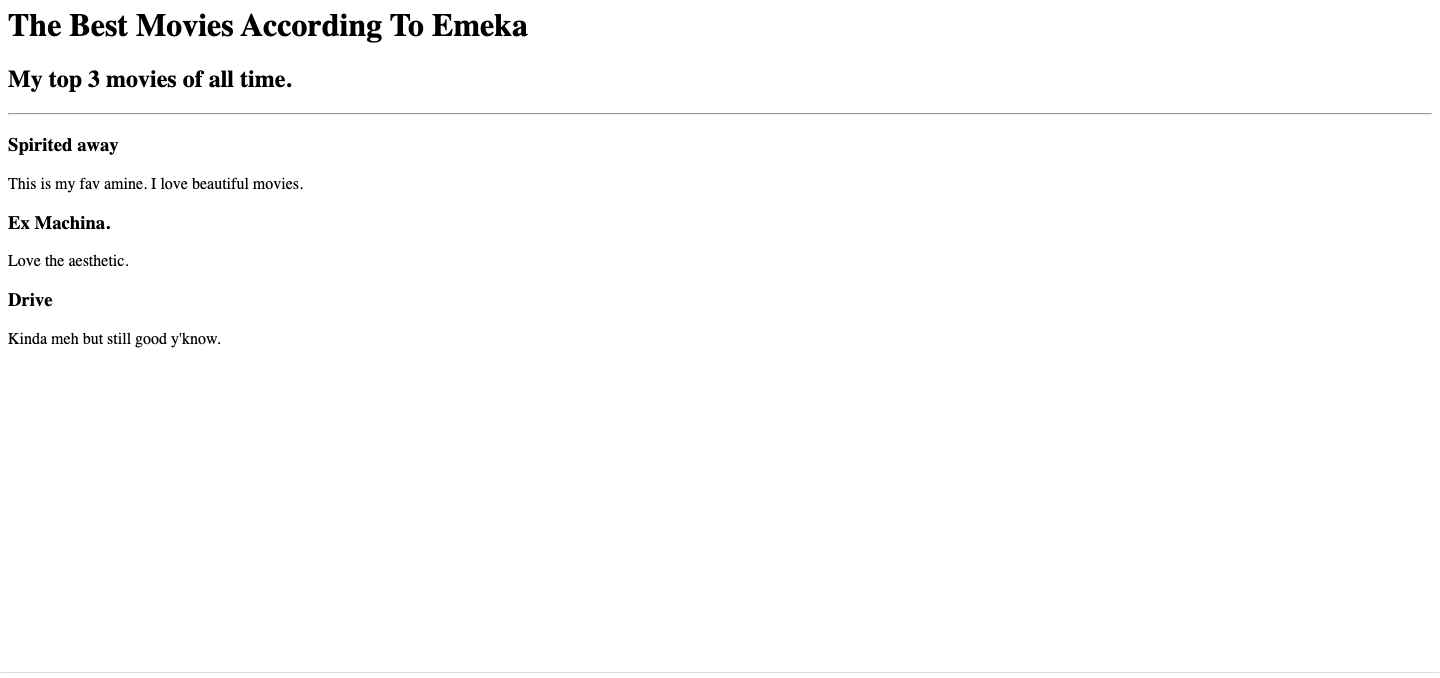 The Best Movies According To Emeka
My top 3 movies of all time.
Spirited away
This is my fav amine. I love beautiful movies.
Ex Machina.
Love the aesthetic.
Drive
Kinda meh but still good y'know.